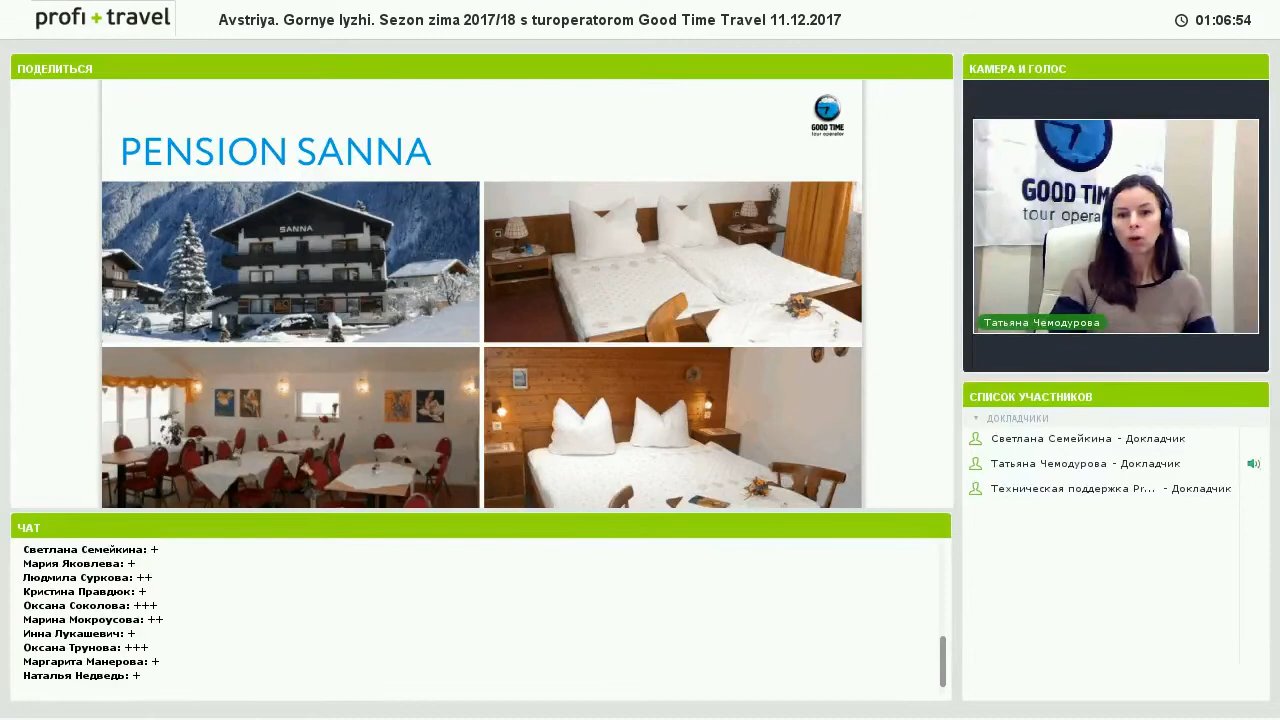 profi + travel
Avstriya. Gornye lyzhi. Sezon zima 2017/18 s turoperatorom Good Time Travel 11.12.2017
01:06:54
ПОДЕЛИТЬСЯ
GOOD TIME
tour operator
PENSION SANNA
SANNA
ЧАТ
Светлана Семейкина: +
Мария Яковлева: +
Людмила Суркова: ++
Кристина Правдюк: +
Оксана Соколова: +++
Марина Мокроусова: ++
Инна Лукашевич: +
Оксана Трунова: +++
Маргарита Манерова: +
Наталья Недведь: +
КАМЕРА И ГОЛОС
GOOD TIME
tour opera
Татьяна Чемодурова
СПИСОК УЧАСТНИКОВ
ДОКЛАДЧИКИ
Светлана Семейкина - Докладчик
Татьяна Чемодурова - Докладчик
Техническая поддержка Pr... - Докладчик